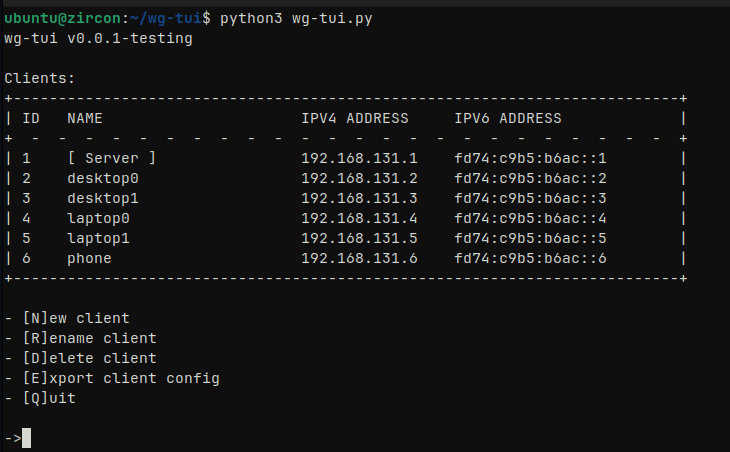 ubuntu@zircon:~/wg-tui$ python3 wg-tui.py
wg-tui v0.0.1-testing
Clients:
+--------------------------------------------------------------------------+
| ID   NAME                      IPV4 ADDRESS     IPV6 ADDRESS             |
+  -  -  -  -  -  -  -  -  -  -  -  -  -  -  -  -  -  -  -  -  -  -  -  -  +
| 1    [ Server ]                192.168.131.1    fd74:c9b5:b6ac::1        |
| 2    desktop0                  192.168.131.2    fd74:c9b5:b6ac::2        |
| 3    desktop1                  192.168.131.3    fd74:c9b5:b6ac::3        |
| 4    laptop0                   192.168.131.4    fd74:c9b5:b6ac::4        |
| 5    laptop1                   192.168.131.5    fd74:c9b5:b6ac::5        |
| 6    phone                     192.168.131.6    fd74:c9b5:b6ac::6        |
+--------------------------------------------------------------------------+
- [N]ew client
- [R]ename client
- [D]elete client
- [E]xport client config
- [Q]uit
->